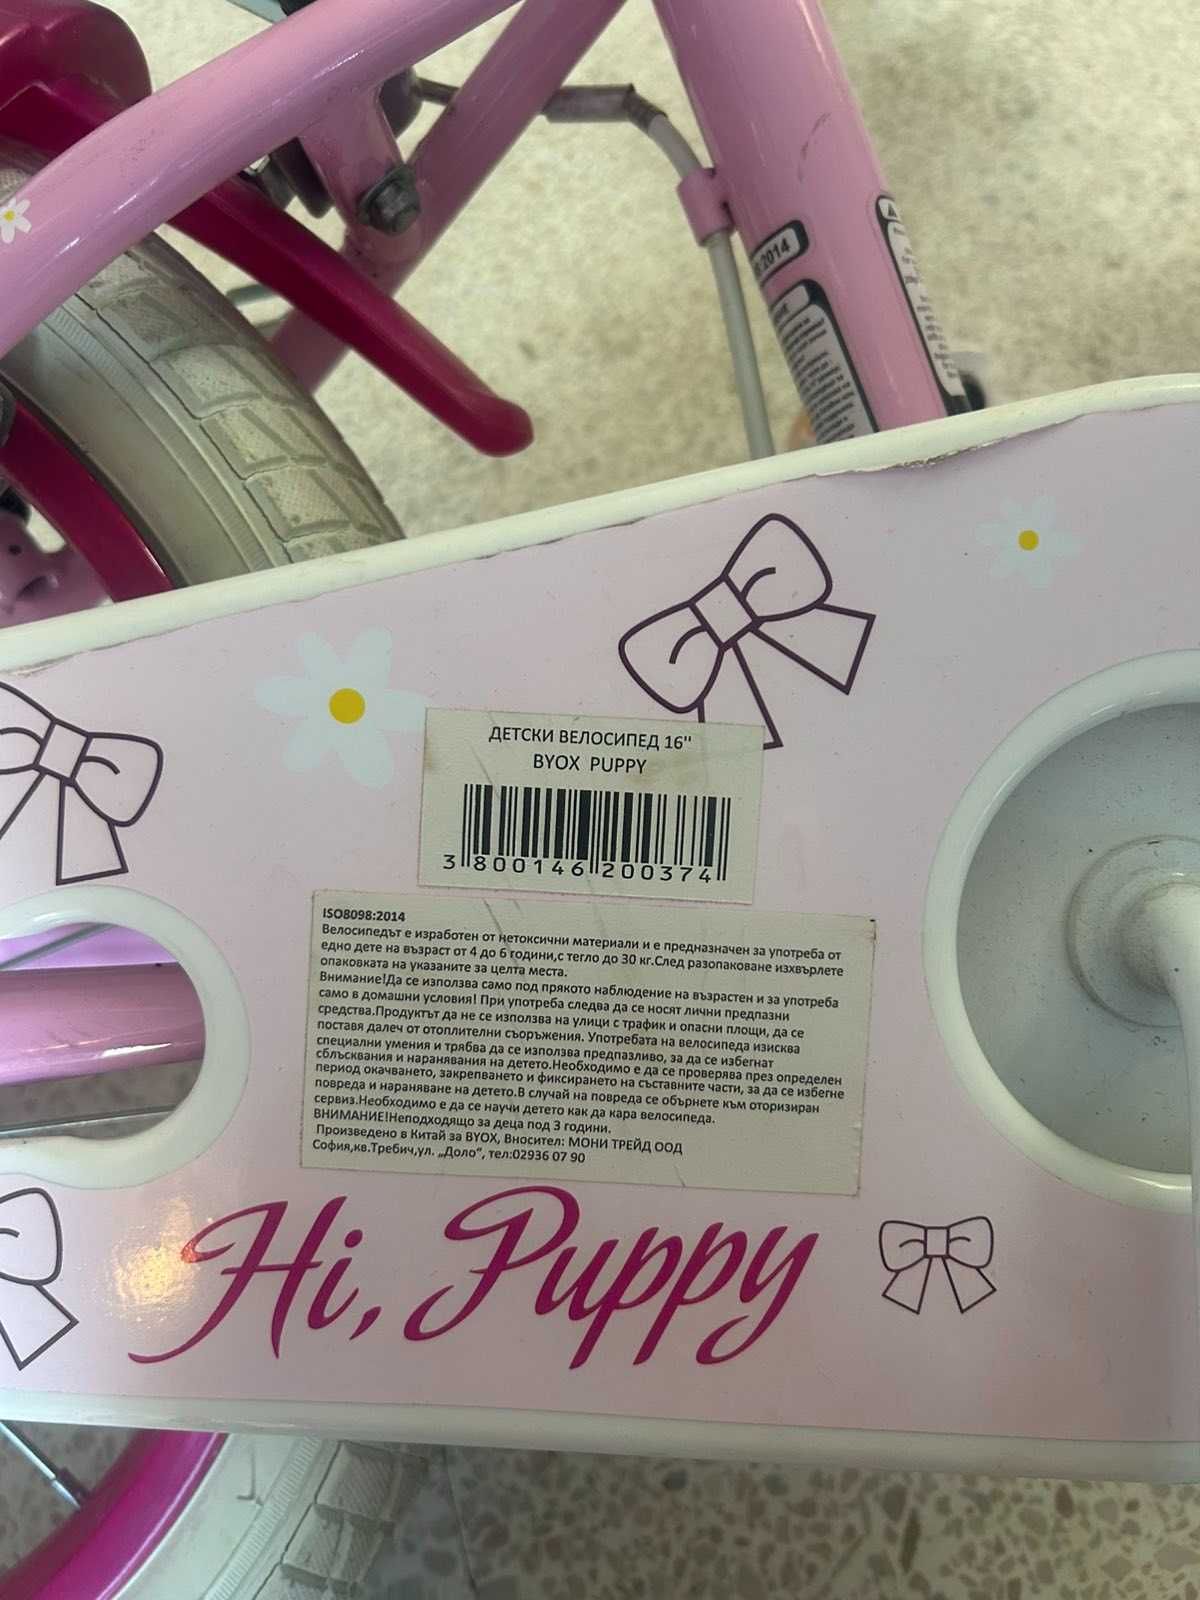 :2014
ДЕТСКИ ВЕЛОСИПЕД 16"
BYOX PUPPY
3 800146 200374
ISO8098:2014
Велосипедът е изработен от нетоксични материали и е предназначен за употреба от
едно дете на възраст от 4 до 6 години,с тегло до 30 кг.След разопаковане изхвърлете
опаковката на указаните за целта места.
Внимание!Да се използва само под прякото наблюдение на възрастен и за употреба
само в домашни условия! При употреба следва да се носят лични предпазни
средства.Продуктът да не се използва на улици с трафик и опасни площи, да се
поставя далеч от отоплителни съоръжения. Употребата на велосипеда изисква
специални умения и трябва да се използва предпазливо, за да се избегнат
сблъсквания и наранявания на детето.Необходимо е да се проверява през определен
период окачването, закрепването и фиксирането на съставните части, за да се избегне
повреда и нараняване на детето.В случай на повреда се обърнете към оторизиран
сервиз.Необходимо е да се научи детето как да кара велосипеда.
ВНИМАНИЕ!Неподходящо за деца под 3 години.
Произведено в Китай за BYOX, Вносител: МОНИ ТРЕЙД ООД
София,кв.Требич,ул. „Доло“, тел:02936 07 90
Hi, Puppy